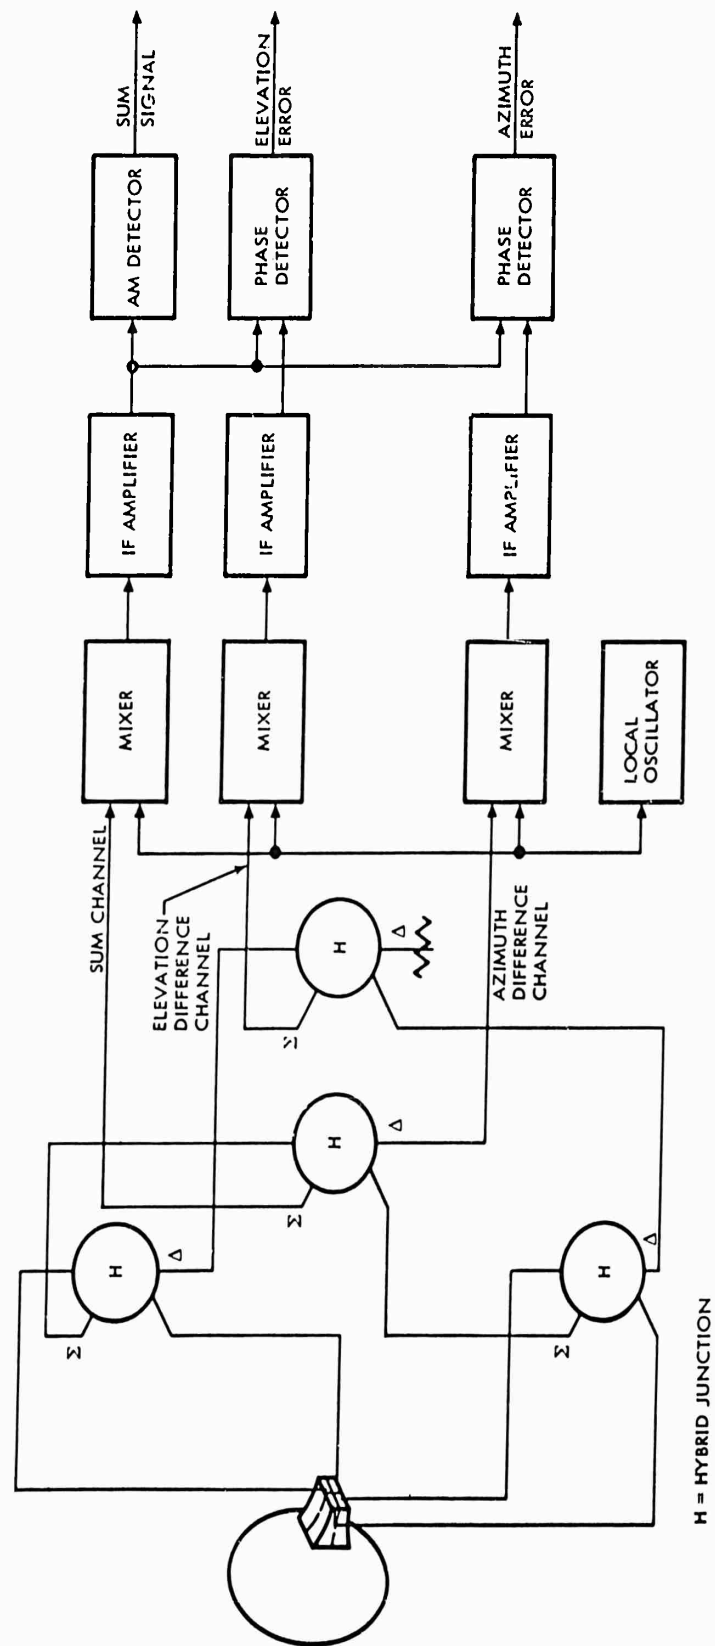 SUM
SIGNAL
ELEVATION
ERROR
AZIMUTH
ERROR
AM DETECTOR
PHASE
DETECTOR
PHASE
DETECTOR
IF AMPLIFIER
IF AMPLIFIER
IF AMPLIFIER
MIXER
MIXER
MIXER
LOCAL
OSCILLATOR
SUM CHANNEL
ELEVATION
DIFFERENCE
CHANNEL
AZIMUTH
DIFFERENCE
CHANNEL
H
Δ
Σ
H
Δ
Σ
H
Δ
Σ
H
Δ
Σ
H = HYBRID JUNCTION